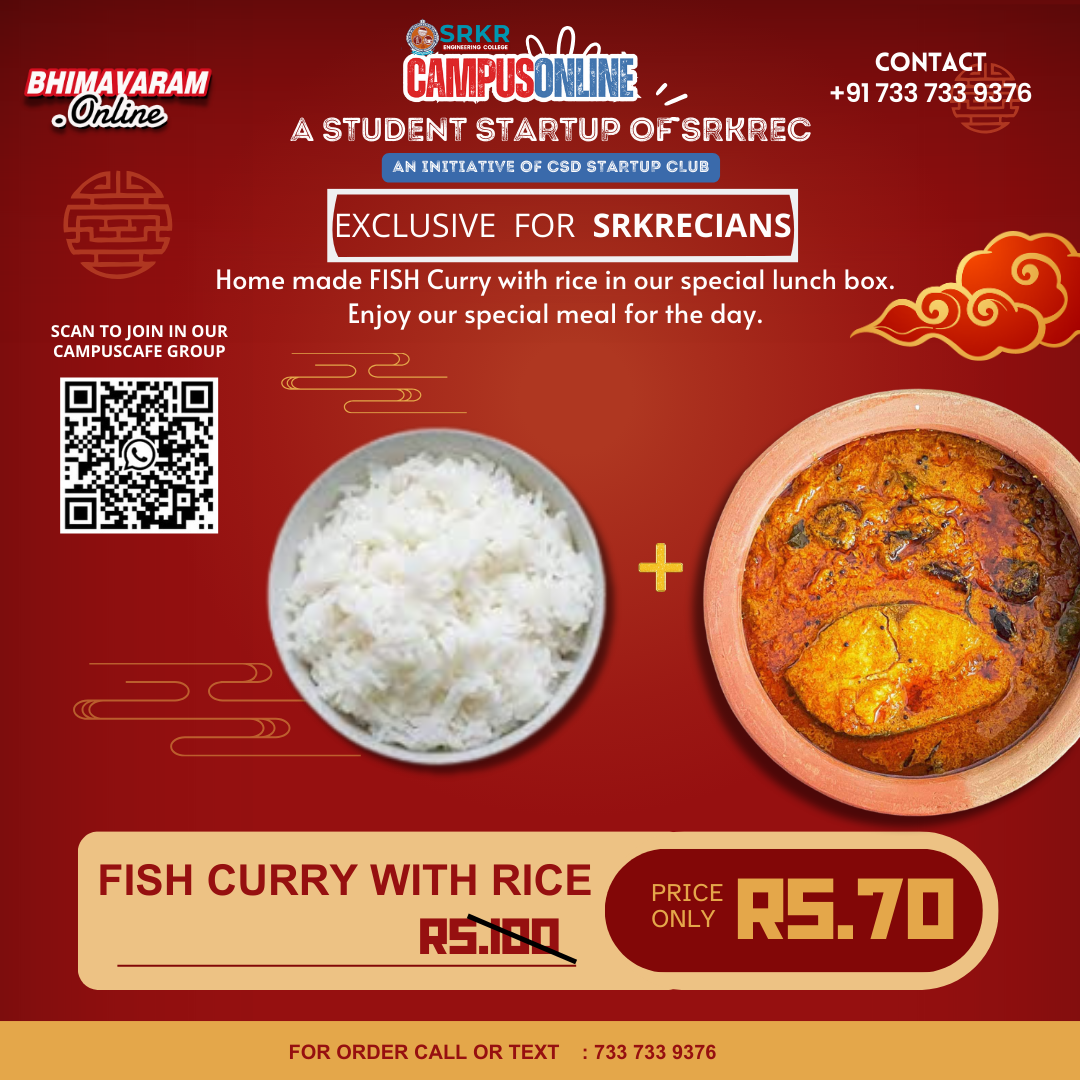 SRKR
ENGINEERING COLLEGE
CAMPUSONLINE
BHIMAVARAM
.Online
CONTACT
+91 733 733 9376
A STUDENT STARTUP OF SRKREC
AN INITIATIVE OF CSD STARTUP CLUB
EXCLUSIVE FOR SRKRECIANS
Home made FISH Curry with rice in our special lunch box.
Enjoy our special meal for the day.
SCAN TO JOIN IN OUR
CAMPUSCAFE GROUP
+
FISH CURRY WITH RICE
RS.100
PRICE
ONLY
RS.70
FOR ORDER CALL OR TEXT : 733 733 9376